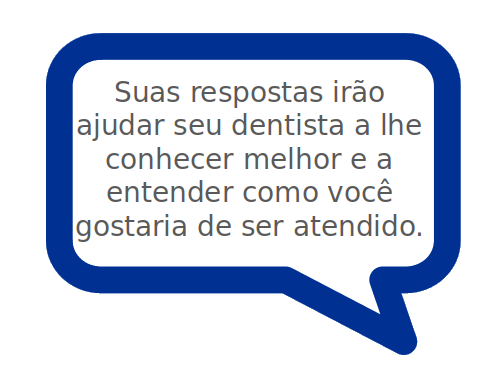 Suas respostas irão
ajudar seu dentista a lhe
conhecer melhor e a
entender como você
gostaria de ser atendido.